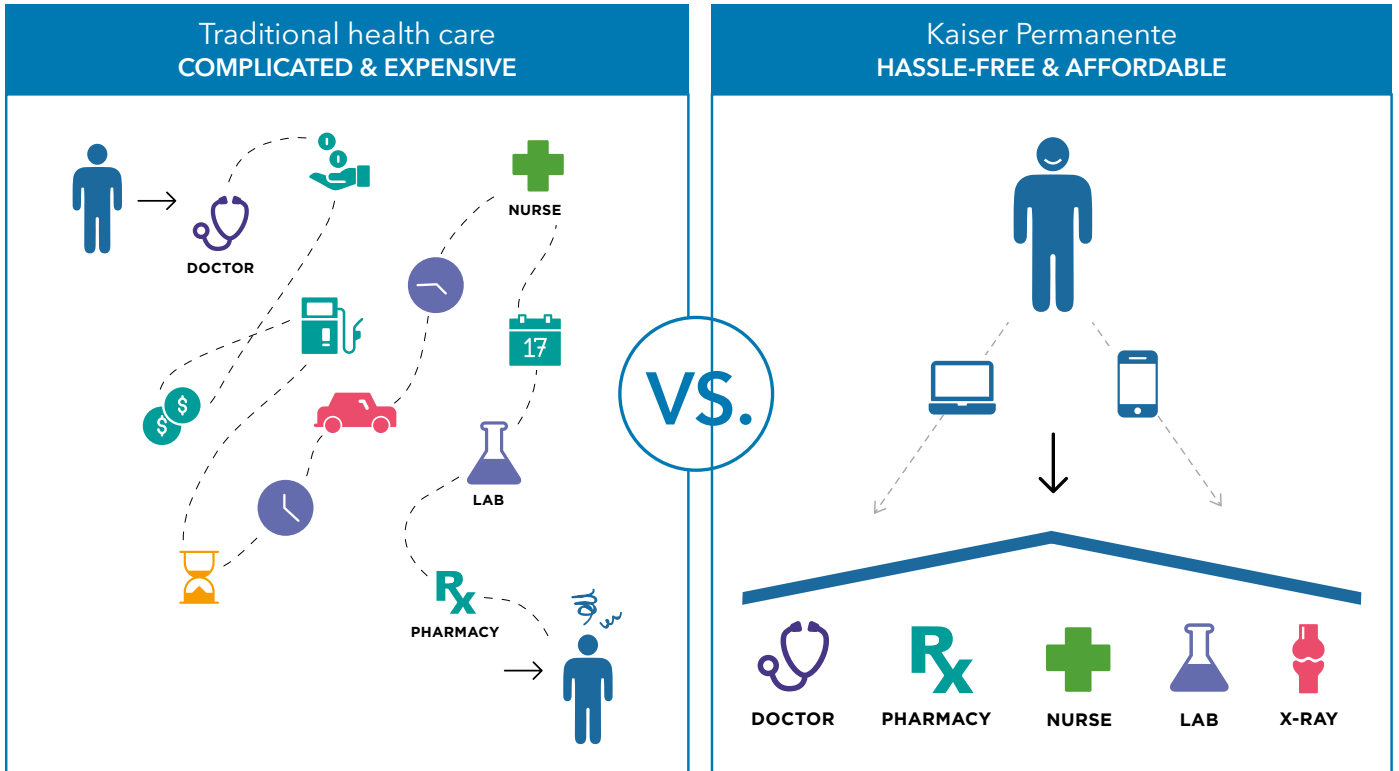 Traditional health care
COMPLICATED & EXPENSIVE
DOCTOR
NURSE
17
$
$
LAB
Rx
PHARMACY
VS.
Kaiser Permanente
HASSLE-FREE & AFFORDABLE
Rx
DOCTOR
PHARMACY
NURSE
LAB
X-RAY